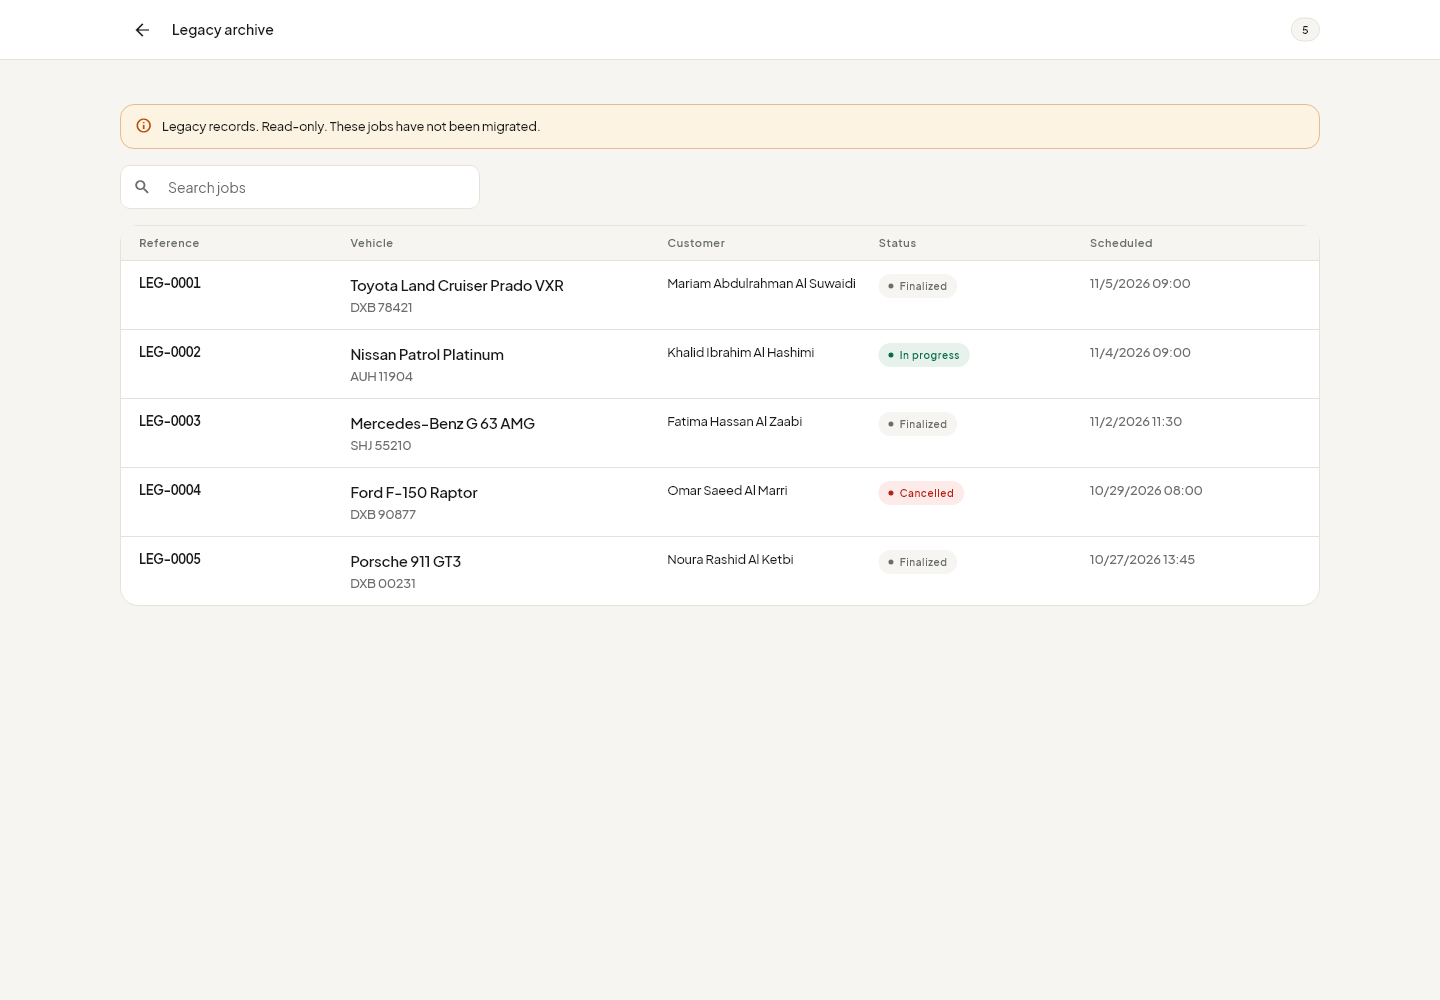 Legacy archive
5
Legacy records. Read-only. These jobs have not been migrated.
Search jobs
Reference Vehicle Customer Status Scheduled
LEG-0001 Toyota Land Cruiser Prado VXR Mariam Abdulrahman Al Suwaidi Finalized 11/5/2026 09:00
DXB 78421
LEG-0002 Nissan Patrol Platinum Khalid Ibrahim Al Hashimi In progress 11/4/2026 09:00
AUH 11904
LEG-0003 Mercedes-Benz G 63 AMG Fatima Hassan Al Zaabi Finalized 11/2/2026 11:30
SHJ 55210
LEG-0004 Ford F-150 Raptor Omar Saeed Al Marri Cancelled 10/29/2026 08:00
DXB 90877
LEG-0005 Porsche 911 GT3 Noura Rashid Al Ketbi Finalized 10/27/2026 13:45
DXB 00231